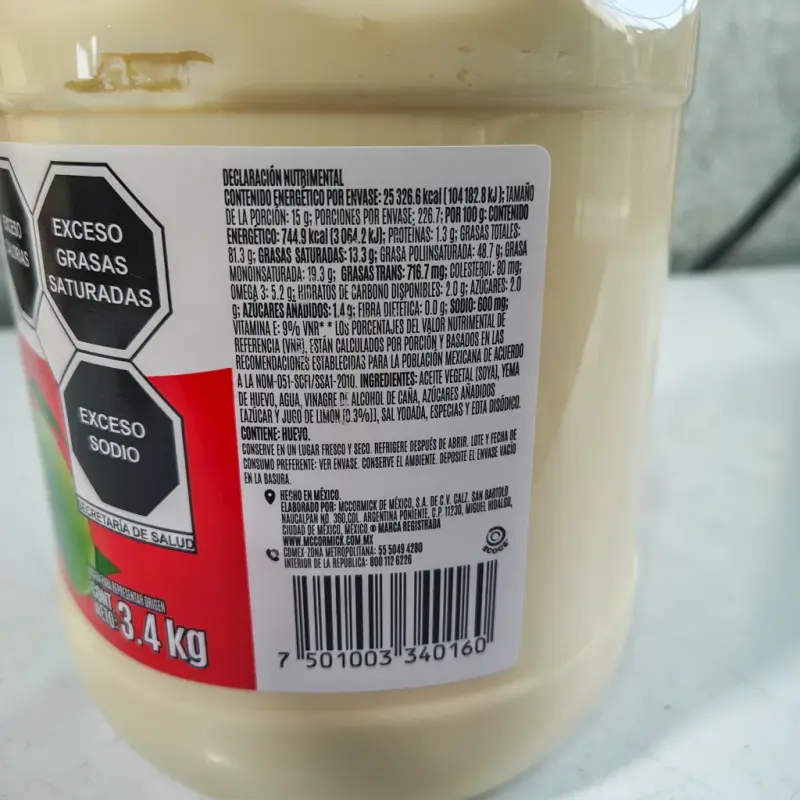 EXCESO
GRASAS
SATURADAS
EXCESO
SODIO
SECRETARÍA DE SALUD
REPRESENTAR ORIGEN
CONT.
NETO:
3.4 kg
DECLARACIÓN NUTRIMENTAL
CONTENIDO ENERGÉTICO POR ENVASE: 25 326.6 kcal (104 182.8 kJ); TAMAÑO
DE LA PORCIÓN: 15 g; PORCIONES POR ENVASE: 226.7; POR 100 g: CONTENIDO
ENERGÉTICO: 744.9 kcal (3 064.2 kJ); PROTEÍNAS: 1.3 g; GRASAS TOTALES:
81.3 g; GRASAS SATURADAS: 13.3 g; GRASA POLIINSATURADA: 48.7 g; GRASA
MONOINSATURADA: 19.3 g; GRASAS TRANS: 716.7 mg; COLESTEROL: 80 mg;
OMEGA 3: 5.2 g; HIDRATOS DE CARBONO DISPONIBLES: 2.0 g; AZÚCARES: 2.0
g; AZÚCARES AÑADIDOS: 1.4 g; FIBRA DIETÉTICA: 0.0 g; SODIO: 600 mg;
VITAMINA E: 9% VNR* * LOS PORCENTAJES DEL VALOR NUTRIMENTAL DE
REFERENCIA (VNR), ESTÁN CALCULADOS POR PORCIÓN Y BASADOS EN LAS
RECOMENDACIONES ESTABLECIDAS PARA LA POBLACIÓN MEXICANA DE ACUERDO
A LA NOM-051-SCFI/SSA1-2010. INGREDIENTES: ACEITE VEGETAL (SOYA), YEMA
DE HUEVO, AGUA, VINAGRE DE ALCOHOL DE CAÑA, AZÚCARES AÑADIDOS
[AZÚCAR Y JUGO DE LIMÓN (0.3%)], SAL YODADA, ESPECIAS Y EDTA DISÓDICO.
CONTIENE: HUEVO.
CONSERVE EN UN LUGAR FRESCO Y SECO. REFRIGERE DESPUÉS DE ABRIR. LOTE Y FECHA DE
CONSUMO PREFERENTE: VER ENVASE. CONSERVE EL AMBIENTE. DEPOSITE EL ENVASE VACÍO
EN LA BASURA.
HECHO EN MÉXICO.
ELABORADO POR: MCCORMICK DE MÉXICO, S.A. DE C.V. CALZ. SAN BARTOLO
NAUCALPAN NO. 360, COL. ARGENTINA PONIENTE, C.P. 11230, MIGUEL HIDALGO,
CIUDAD DE MÉXICO, MÉXICO ® MARCA REGISTRADA
WWW.MCCORMICK.COM.MX
CDMEX-ZONA METROPOLITANA: 55 5049 4280
INTERIOR DE LA REPÚBLICA: 800 112 6226
ECOCE
7 501003 340160